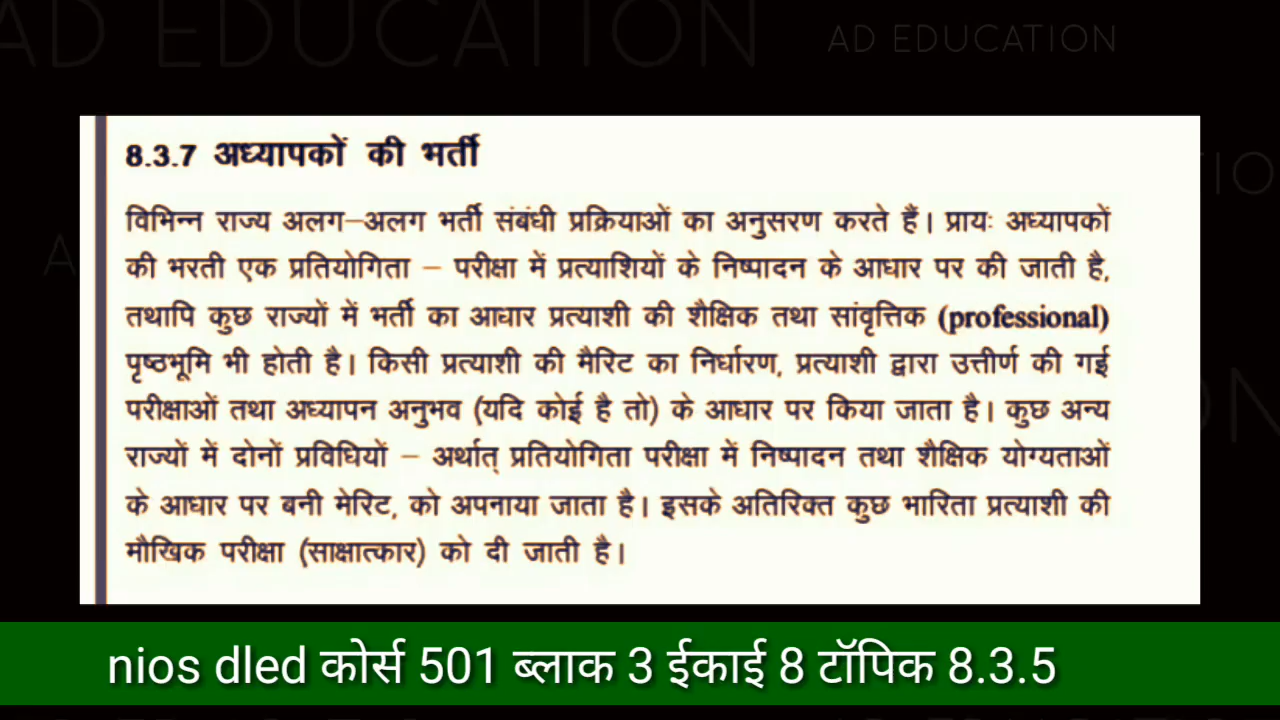 AD EDUCATION
AD EDUCATION
8.3.7 अध्यापकों की भर्ती
विभिन्न राज्य अलग–अलग भर्ती संबंधी प्रक्रियाओं का अनुसरण करते हैं। प्रायः अध्यापकों
की भरती एक प्रतियोगिता – परीक्षा में प्रत्याशियों के निष्पादन के आधार पर की जाती है,
तथापि कुछ राज्यों में भर्ती का आधार प्रत्याशी की शैक्षिक तथा सांवृत्तिक (professional)
पृष्ठभूमि भी होती है। किसी प्रत्याशी की मैरिट का निर्धारण, प्रत्याशी द्वारा उत्तीर्ण की गई
परीक्षाओं तथा अध्यापन अनुभव (यदि कोई है तो) के आधार पर किया जाता है। कुछ अन्य
राज्यों में दोनों प्रविधियों – अर्थात् प्रतियोगिता परीक्षा में निष्पादन तथा शैक्षिक योग्यताओं
के आधार पर बनी मेरिट, को अपनाया जाता है। इसके अतिरिक्त कुछ भारिता प्रत्याशी की
मौखिक परीक्षा (साक्षात्कार) को दी जाती है।
nios dled कोर्स 501 ब्लाक 3 ईकाई 8 टॉपिक 8.3.5